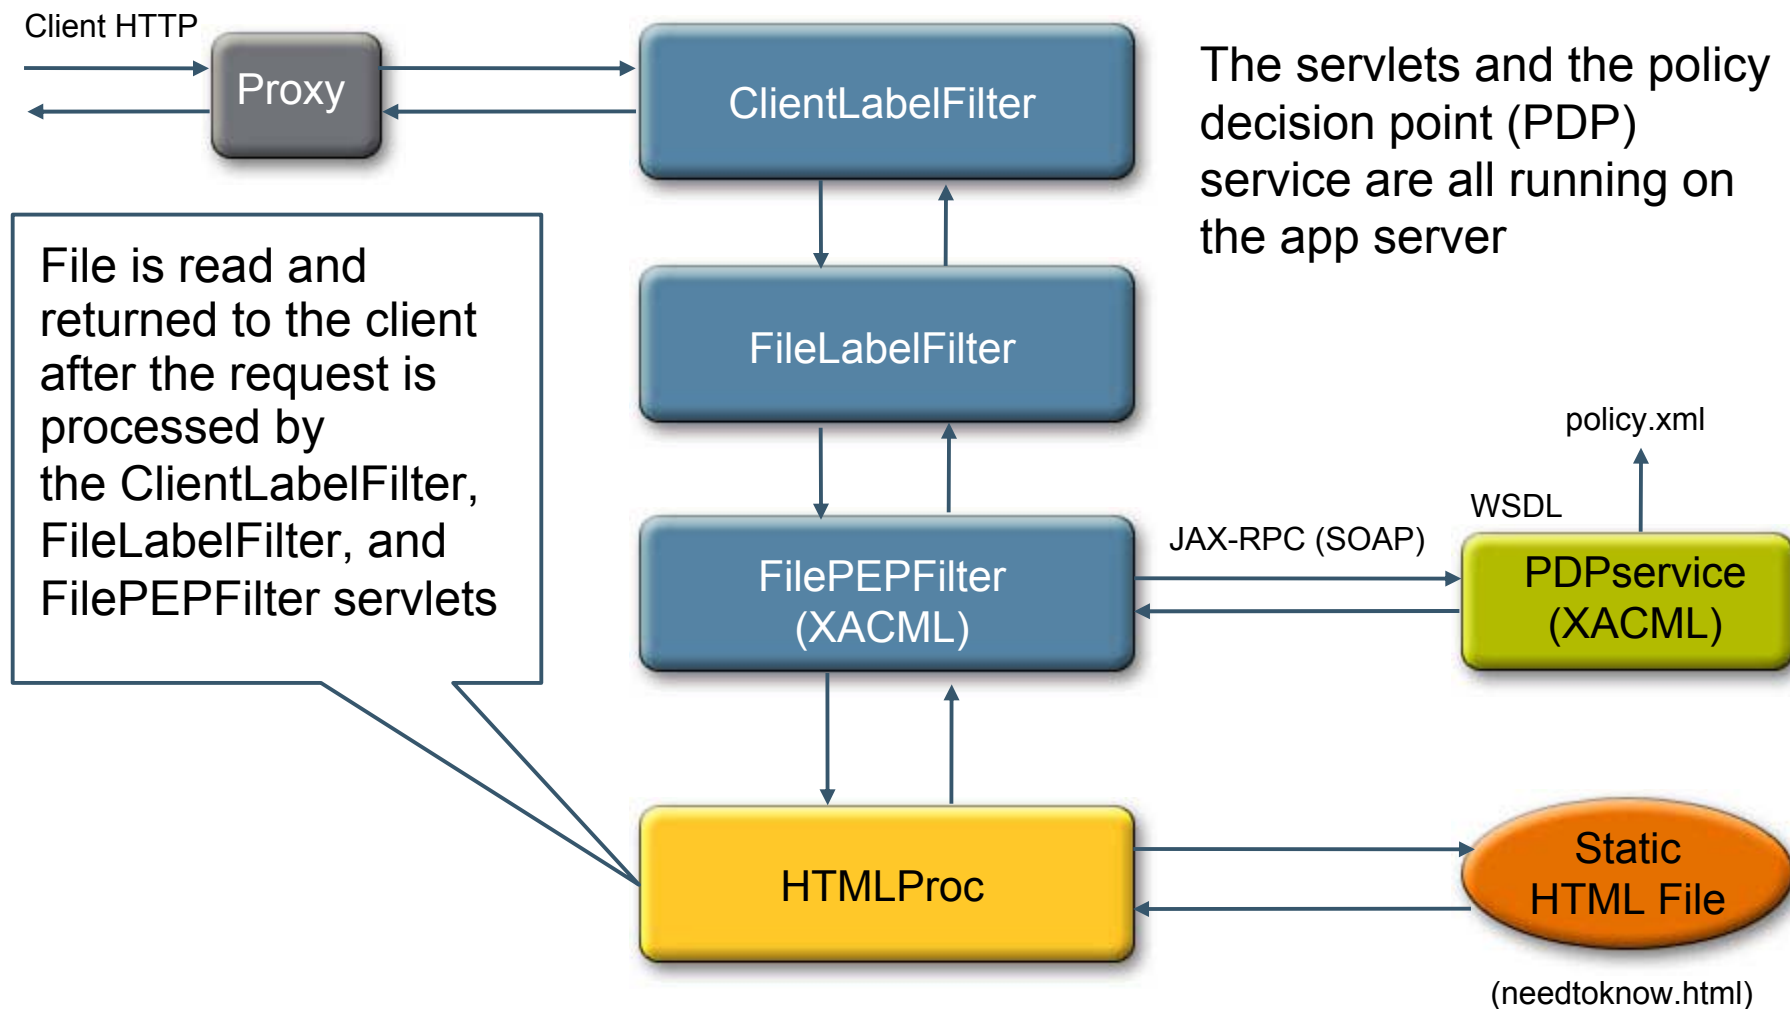 Client HTTP
Proxy
ClientLabelFilter
The servlets and the policy
decision point (PDP)
service are all running on
the app server
File is read and
returned to the client
after the request is
processed by
the ClientLabelFilter,
FileLabelFilter, and
FilePEPFilter servlets
FileLabelFilter
policy.xml
WSDL
JAX-RPC (SOAP)
FilePEPFilter
(XACML)
PDPservice
(XACML)
HTMLProc
Static
HTML File
(needtoknow.html)